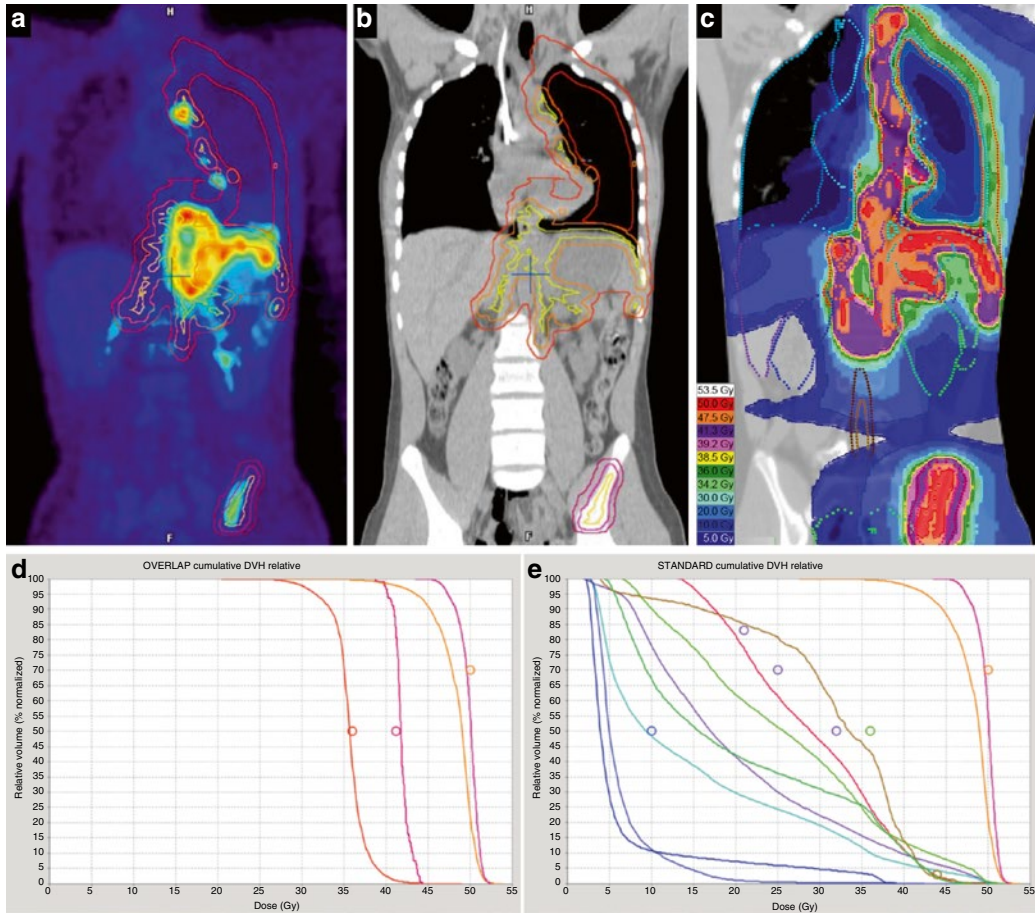 a
H
F
b
H
F
c
53.5 Gy
50.0 Gy
47.5 Gy
41.3 Gy
39.2 Gy
38.5 Gy
36.0 Gy
34.2 Gy
30.0 Gy
20.0 Gy
10.0 Gy
5.0 Gy
d
OVERLAP cumulative DVH relative
Relative volume (% normalized)
100
95
90
85
80
75
70
65
60
55
50
45
40
35
30
25
20
15
10
5
0
0 5 10 15 20 25 30 35 40 45 50 55
Dose (Gy)
e
STANDARD cumulative DVH relative
Relative volume (% normalized)
100
95
90
85
80
75
70
65
60
55
50
45
40
35
30
25
20
15
10
5
0
0 5 10 15 20 25 30 35 40 45 50 55
Dose (Gy)